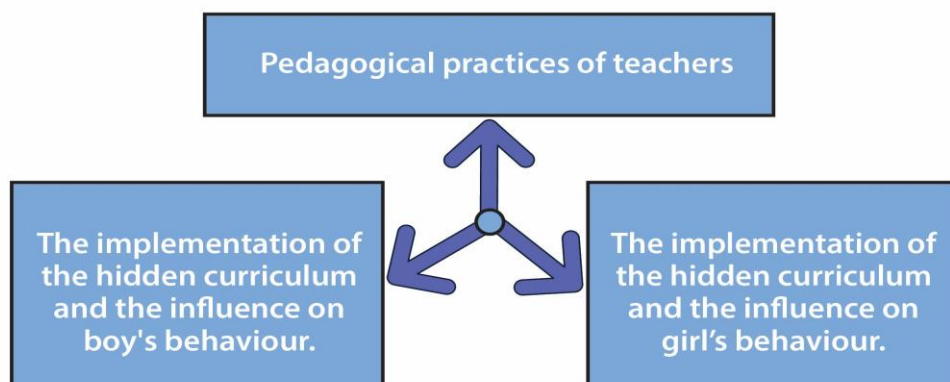 Pedagogical practices of teachers
The implementation of
the hidden curriculum
and the influence on
boy's behaviour.
The implementation of
the hidden curriculum
and the influence on
girl’s behaviour.